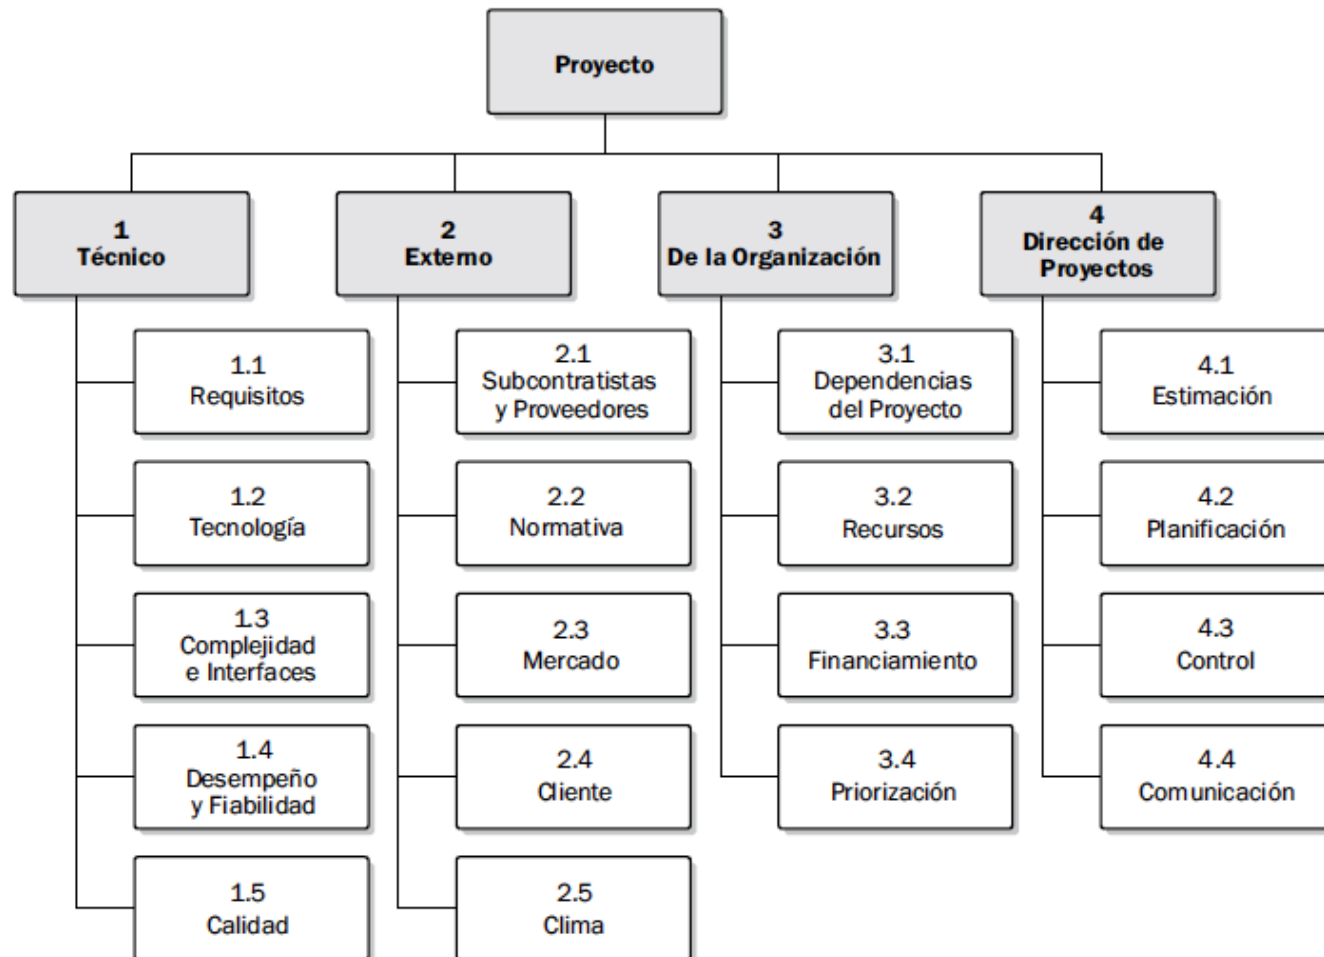 Proyecto
1
Técnico
2
Externo
3
De la Organización
4
Dirección de
Proyectos
1.1
Requisitos
2.1
Subcontratistas
y Proveedores
3.1
Dependencias
del Proyecto
4.1
Estimación
1.2
Tecnología
2.2
Normativa
3.2
Recursos
4.2
Planificación
1.3
Complejidad
e Interfaces
2.3
Mercado
3.3
Financiamiento
4.3
Control
1.4
Desempeño
y Fiabilidad
2.4
Cliente
3.4
Priorización
4.4
Comunicación
1.5
Calidad
2.5
Clima